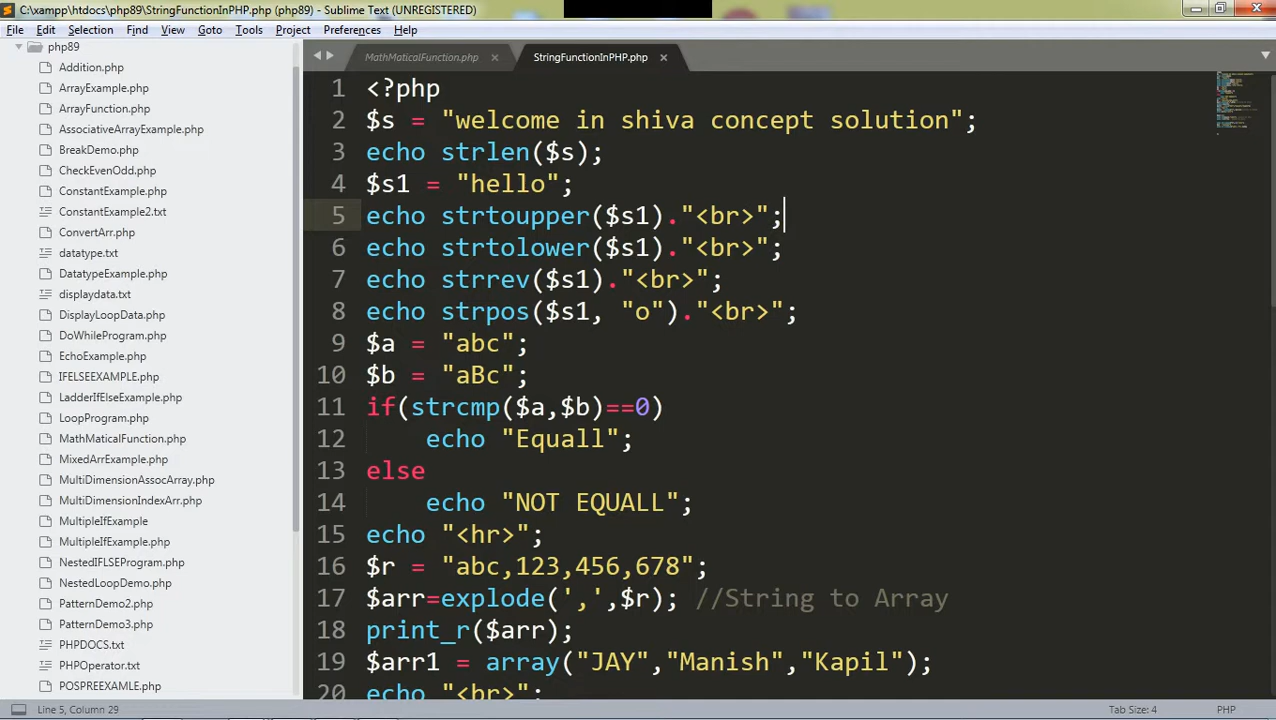 C:\xampp\htdocs\php89\StringFunctionInPHP.php (php89) - Sublime Text (UNREGISTERED)
File Edit Selection Find View Goto Tools Project Preferences Help
php89
Addition.php
ArrayExample.php
ArrayFunction.php
AssociativeArrayExample.php
BreakDemo.php
CheckEvenOdd.php
ConstantExample.php
ConstantExample2.txt
ConvertArr.php
datatype.txt
DatatypeExample.php
displaydata.txt
DisplayLoopData.php
DoWhileProgram.php
EchoExample.php
IFELSEEXAMPLE.php
LadderIfElseExample.php
LoopProgram.php
MathMaticalFunction.php
MixedArrExample.php
MultiDimensionAssocArray.php
MultiDimensionIndexArr.php
MultipleIfExample
MultipleIfExample.php
NestedIFLSEProgram.php
NestedLoopDemo.php
PatternDemo2.php
PatternDemo3.php
PHPDOCS.txt
PHPOperator.txt
POSPREEXAMLE.php
MathMaticalFunction.php StringFunctionInPHP.php
1 <?php
2 $s = "welcome in shiva concept solution";
3 echo strlen($s);
4 $s1 = "hello";
5 echo strtoupper($s1)."<br>";
6 echo strtolower($s1)."<br>";
7 echo strrev($s1)."<br>";
8 echo strpos($s1, "o")."<br>";
9 $a = "abc";
10 $b = "aBc";
11 if(strcmp($a,$b)==0)
12 echo "Equall";
13 else
14 echo "NOT EQUALL";
15 echo "<hr>";
16 $r = "abc,123,456,678";
17 $arr=explode(',',$r); //String to Array
18 print_r($arr);
19 $arr1 = array("JAY","Manish","Kapil");
20 echo "<br>";
Line 5, Column 29 Tab Size: 4 PHP